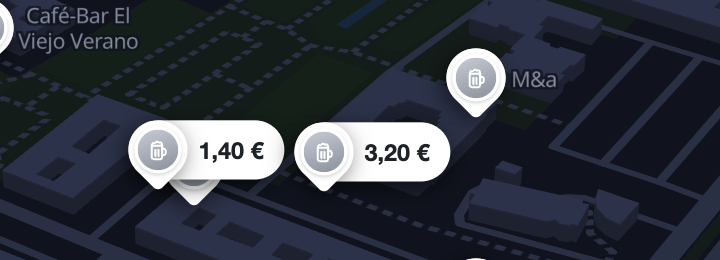 Café-Bar El
Viejo Verano
M&a
1,40 €
3,20 €